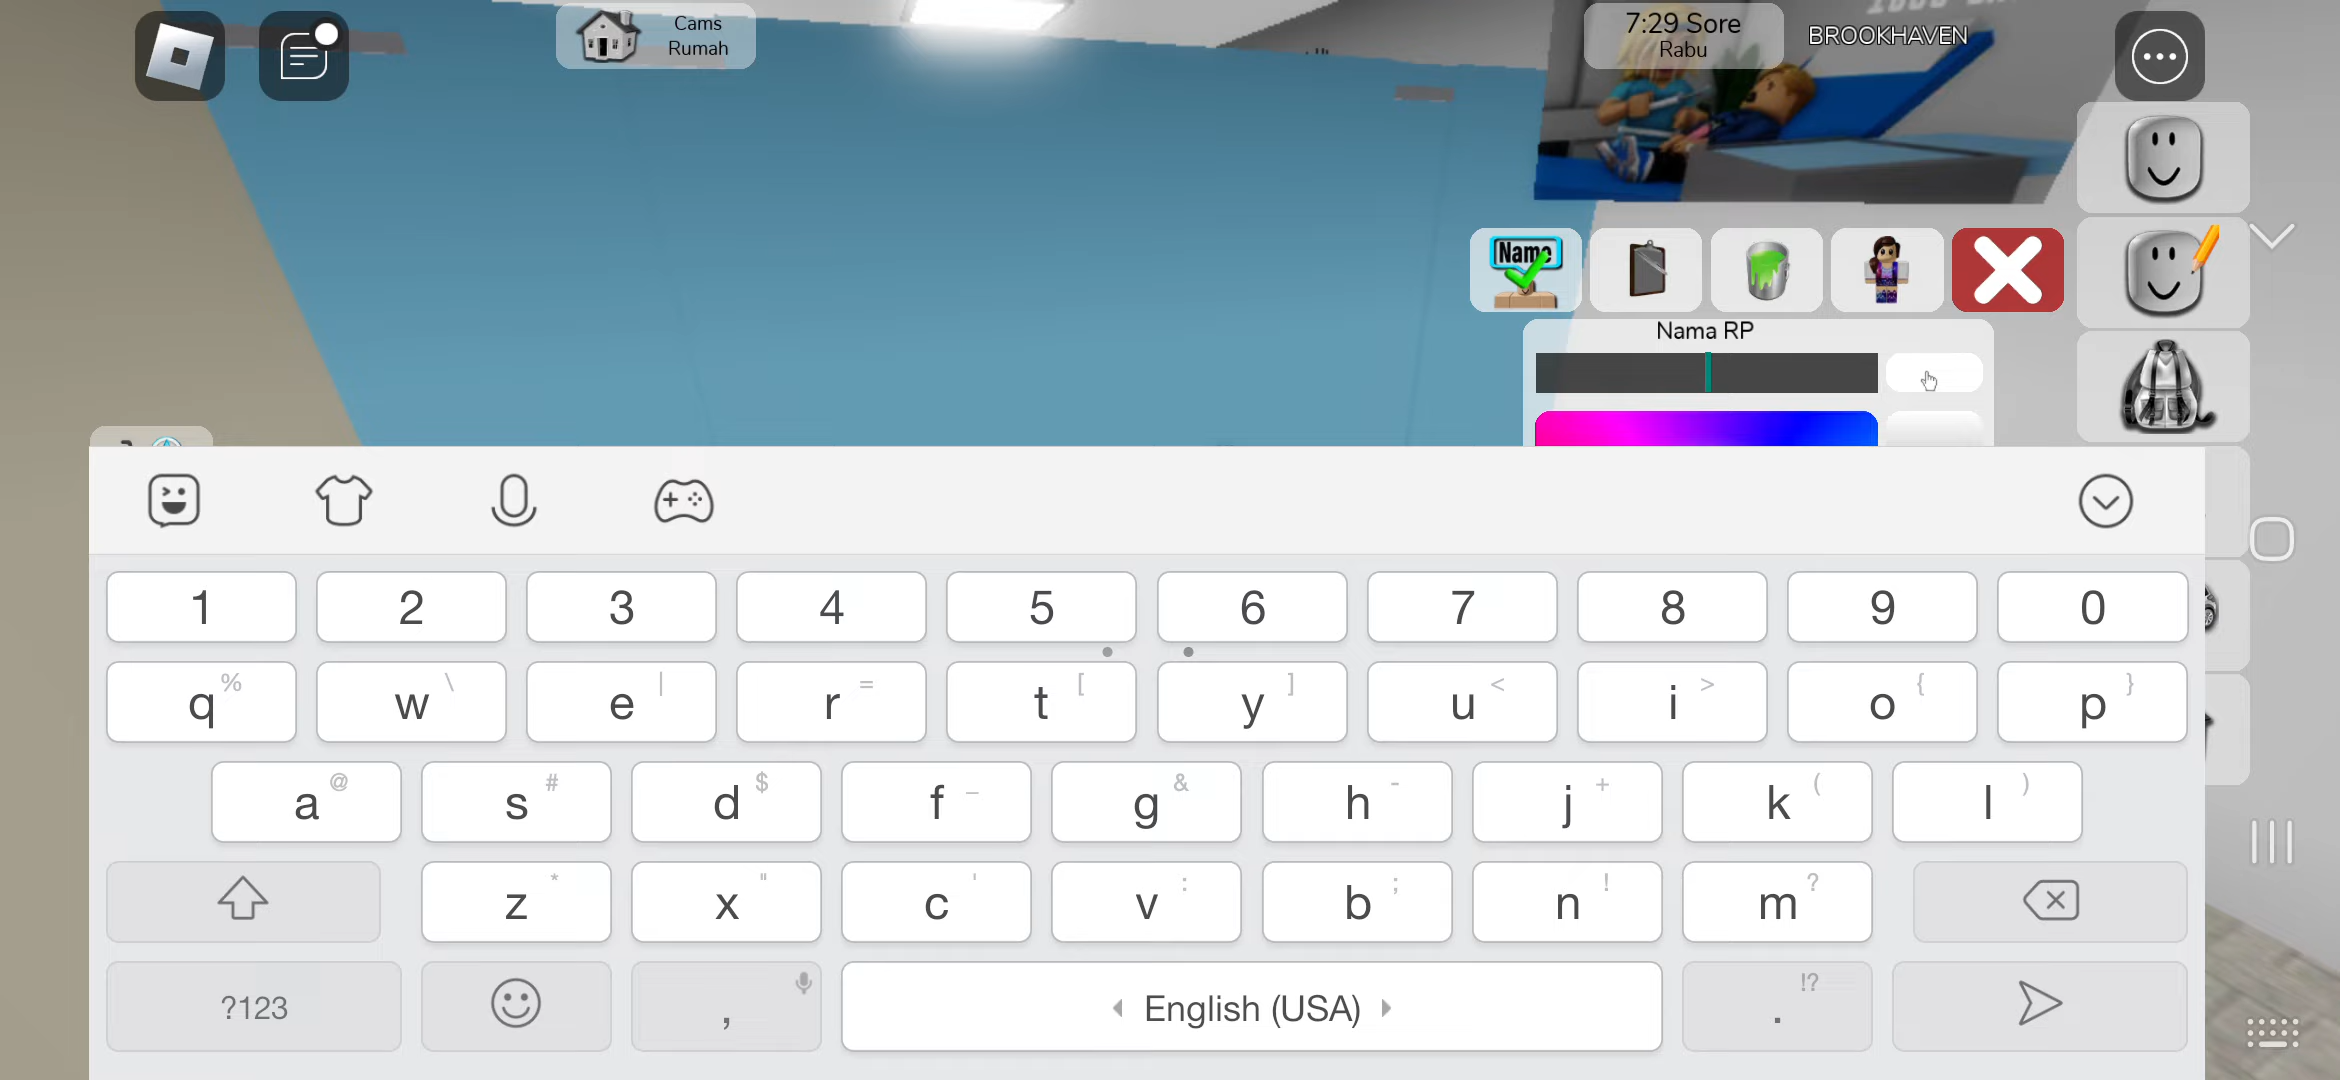 Cams
Rumah
7:29 Sore
Rabu
BROOKHAVEN
Name
Nama RP
1 2 3 4 5 6 7 8 9 0
q % w \ e | r = t [ y ] u < i > o { p }
a @ s # d $ f _ g & h - j + k ( l )
z * x " c ' v : b ; n ! m ?
?123 , English (USA) . !?